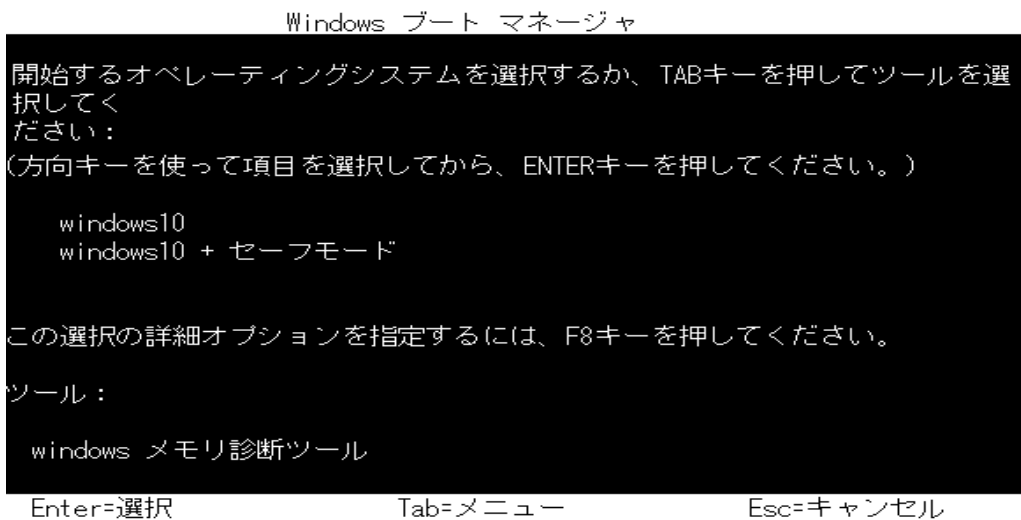 Windows ブート マネージャ
開始するオペレーティングシステムを選択するか、TABキーを押してツールを選
択してく
ださい：
(方向キーを使って項目を選択してから、ENTERキーを押してください。)
windows10
windows10 + セーフモード
この選択の詳細オプションを指定するには、F8キーを押してください。
ツール：
windows メモリ診断ツール
Enter=選択 Tab=メニュー Esc=キャンセル